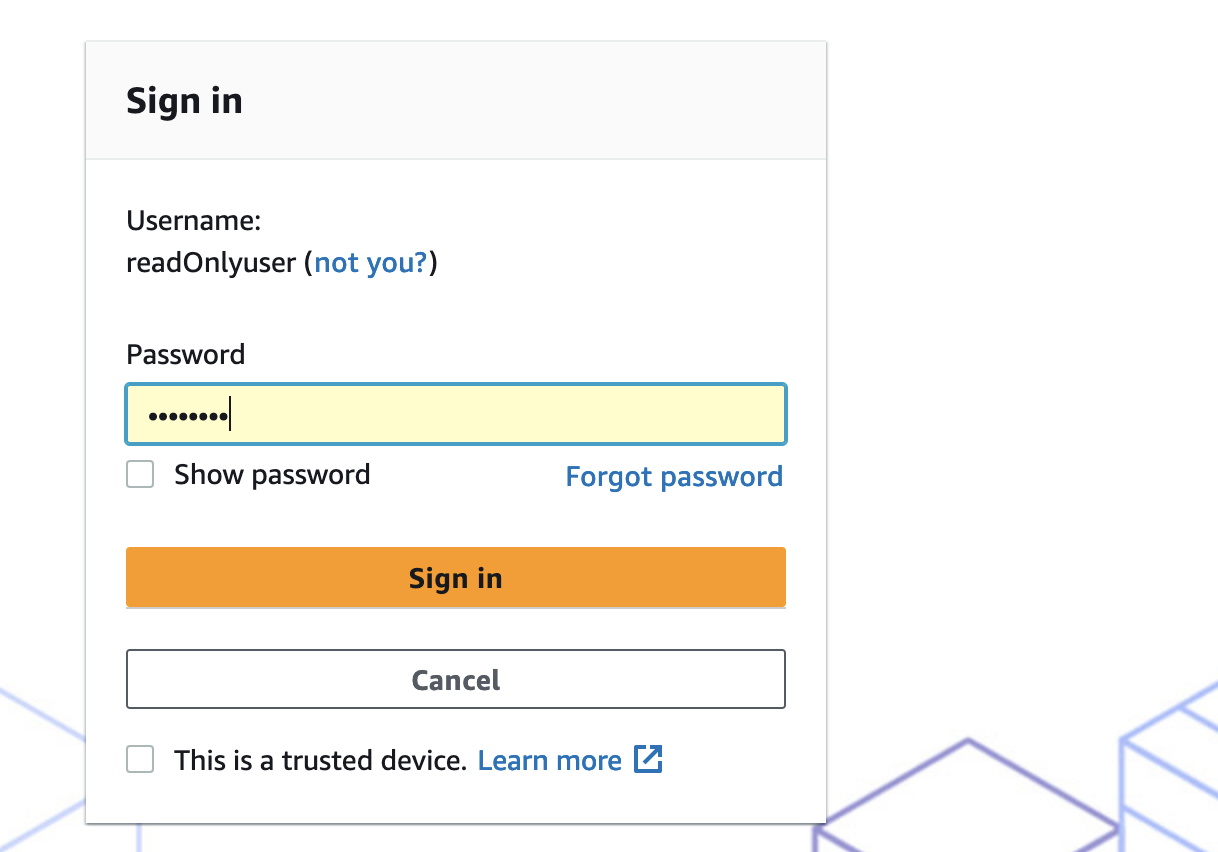 Sign in
Username:
readOnlyuser (not you?)
Password
••••••••
Show password
Forgot password
Sign in
Cancel
This is a trusted device. Learn more